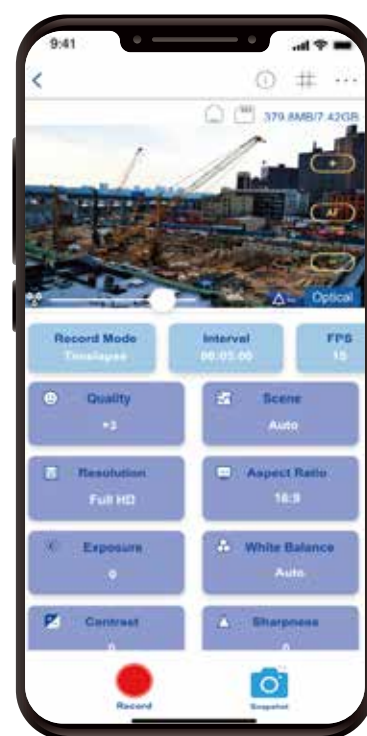 9:41
379.8MB/7.42GB
+
AF
Optical
Record Mode
Timelapse
Interval
00:05:00
FPS
15
Quality
+3
Scene
Auto
Resolution
Full HD
Aspect Ratio
16:9
Exposure
0
White Balance
Auto
Contrast
0
Sharpness
0
Record
Snapshot